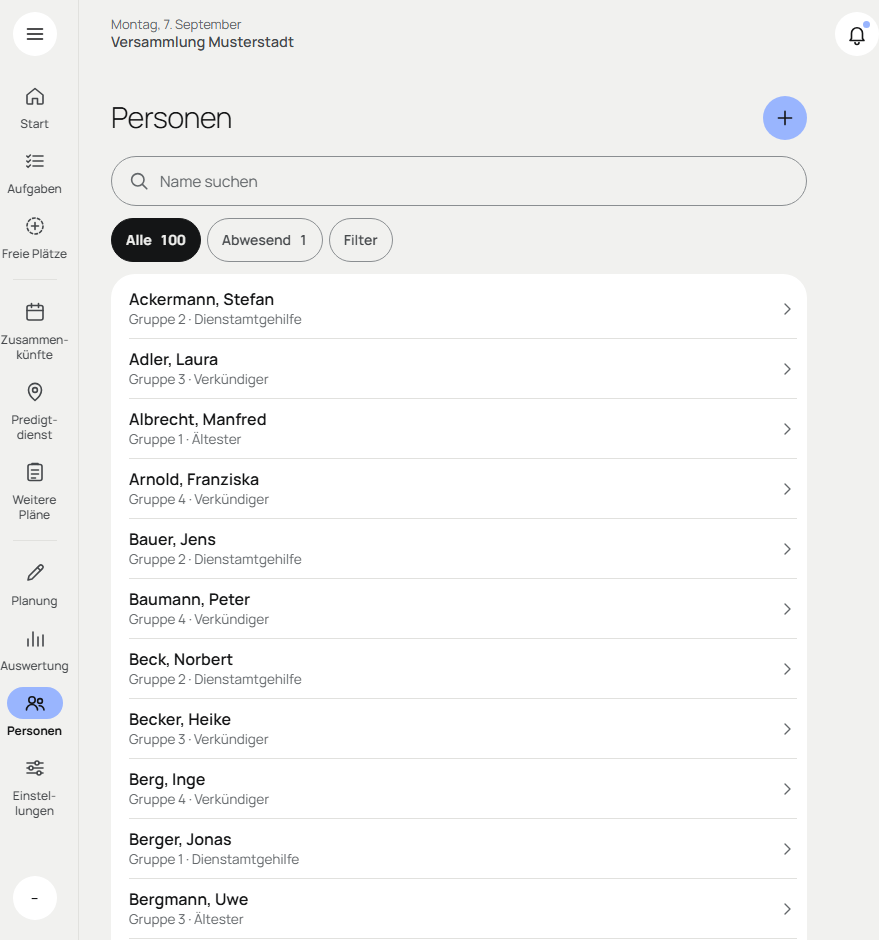 Montag, 7. September
Versammlung Musterstadt
Start
Aufgaben
Freie Plätze
Zusammen-
künfte
Predigt-
dienst
Weitere
Pläne
Planung
Auswertung
Personen
Einstel-
lungen
–
Personen
Name suchen
Alle 100
Abwesend 1
Filter
Ackermann, Stefan
Gruppe 2 · Dienstamtgehilfe
Adler, Laura
Gruppe 3 · Verkündiger
Albrecht, Manfred
Gruppe 1 · Ältester
Arnold, Franziska
Gruppe 4 · Verkündiger
Bauer, Jens
Gruppe 2 · Dienstamtgehilfe
Baumann, Peter
Gruppe 4 · Verkündiger
Beck, Norbert
Gruppe 2 · Dienstamtgehilfe
Becker, Heike
Gruppe 3 · Verkündiger
Berg, Inge
Gruppe 4 · Verkündiger
Berger, Jonas
Gruppe 1 · Dienstamtgehilfe
Bergmann, Uwe
Gruppe 3 · Ältester